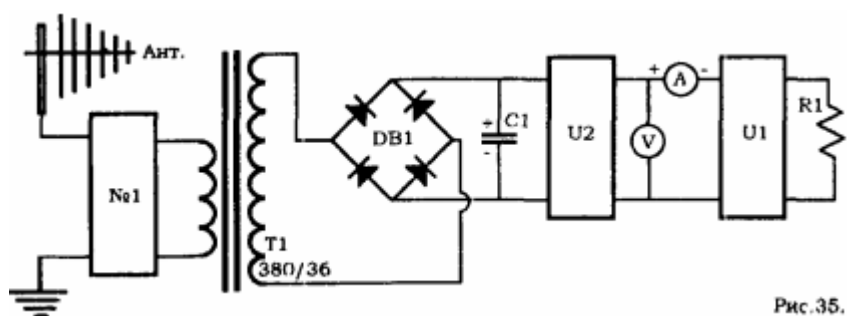 Ант.
№1
T1
380/36
DB1
+
C1
-
U2
+
A
-
V
U1
R1
Рис.35.